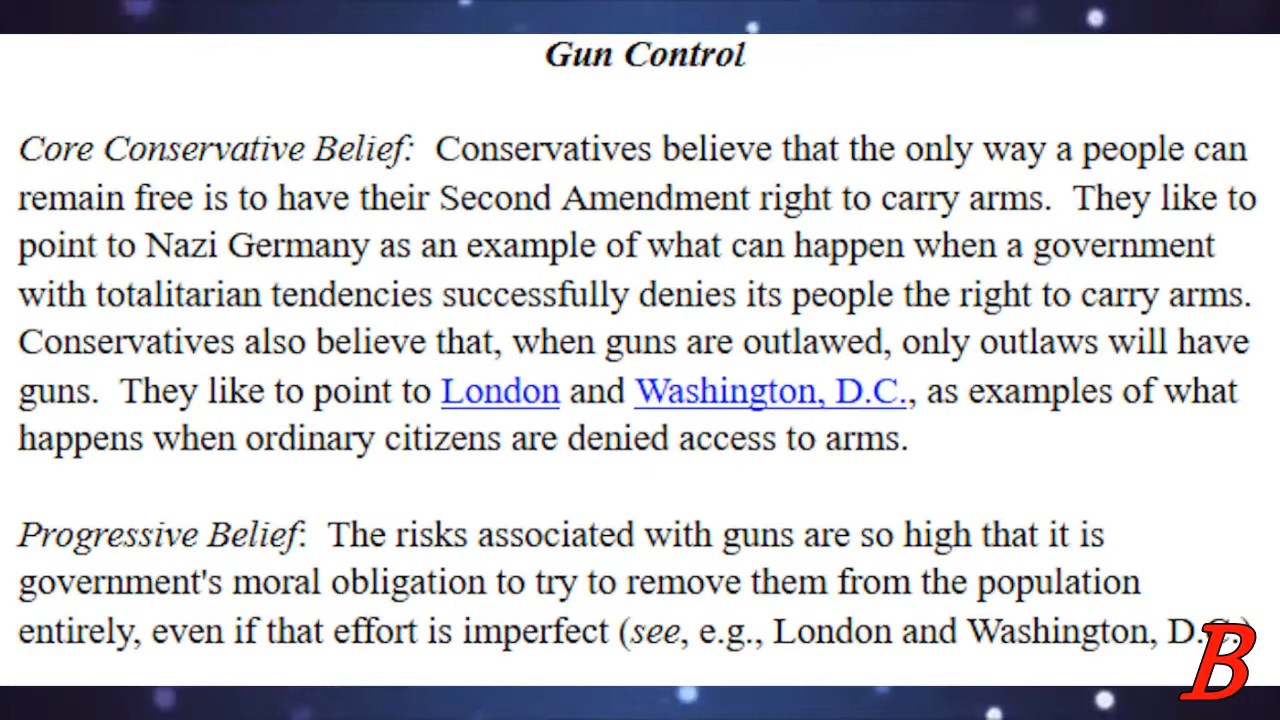 Gun Control
Core Conservative Belief: Conservatives believe that the only way a people can
remain free is to have their Second Amendment right to carry arms. They like to
point to Nazi Germany as an example of what can happen when a government
with totalitarian tendencies successfully denies its people the right to carry arms.
Conservatives also believe that, when guns are outlawed, only outlaws will have
guns. They like to point to London and Washington, D.C., as examples of what
happens when ordinary citizens are denied access to arms.
Progressive Belief: The risks associated with guns are so high that it is
government's moral obligation to try to remove them from the population
entirely, even if that effort is imperfect (see, e.g., London and Washington, D.C.)
B